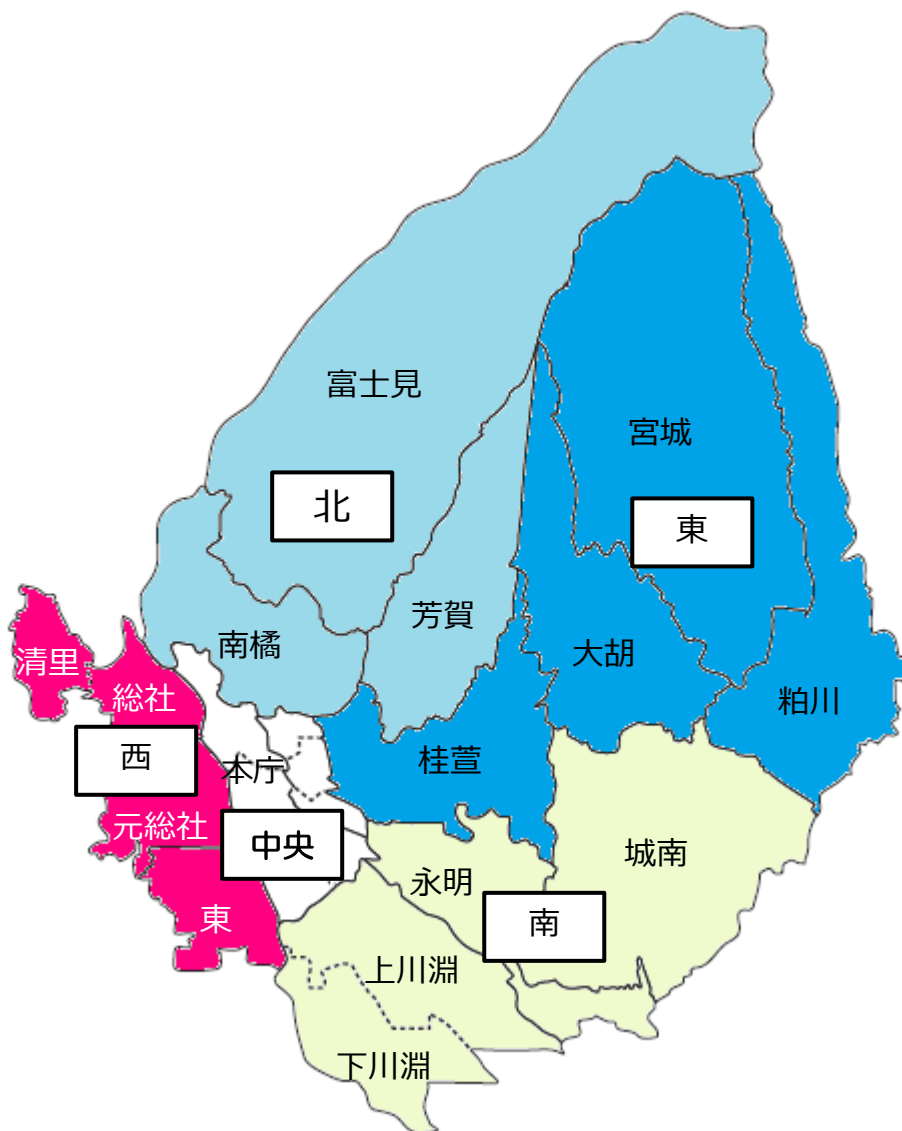 富士見
宮城
北
東
芳賀
南橘
大胡
清里
総社
粕川
西
本庁
桂萱
元総社
中央
城南
永明
東
南
上川淵
下川淵